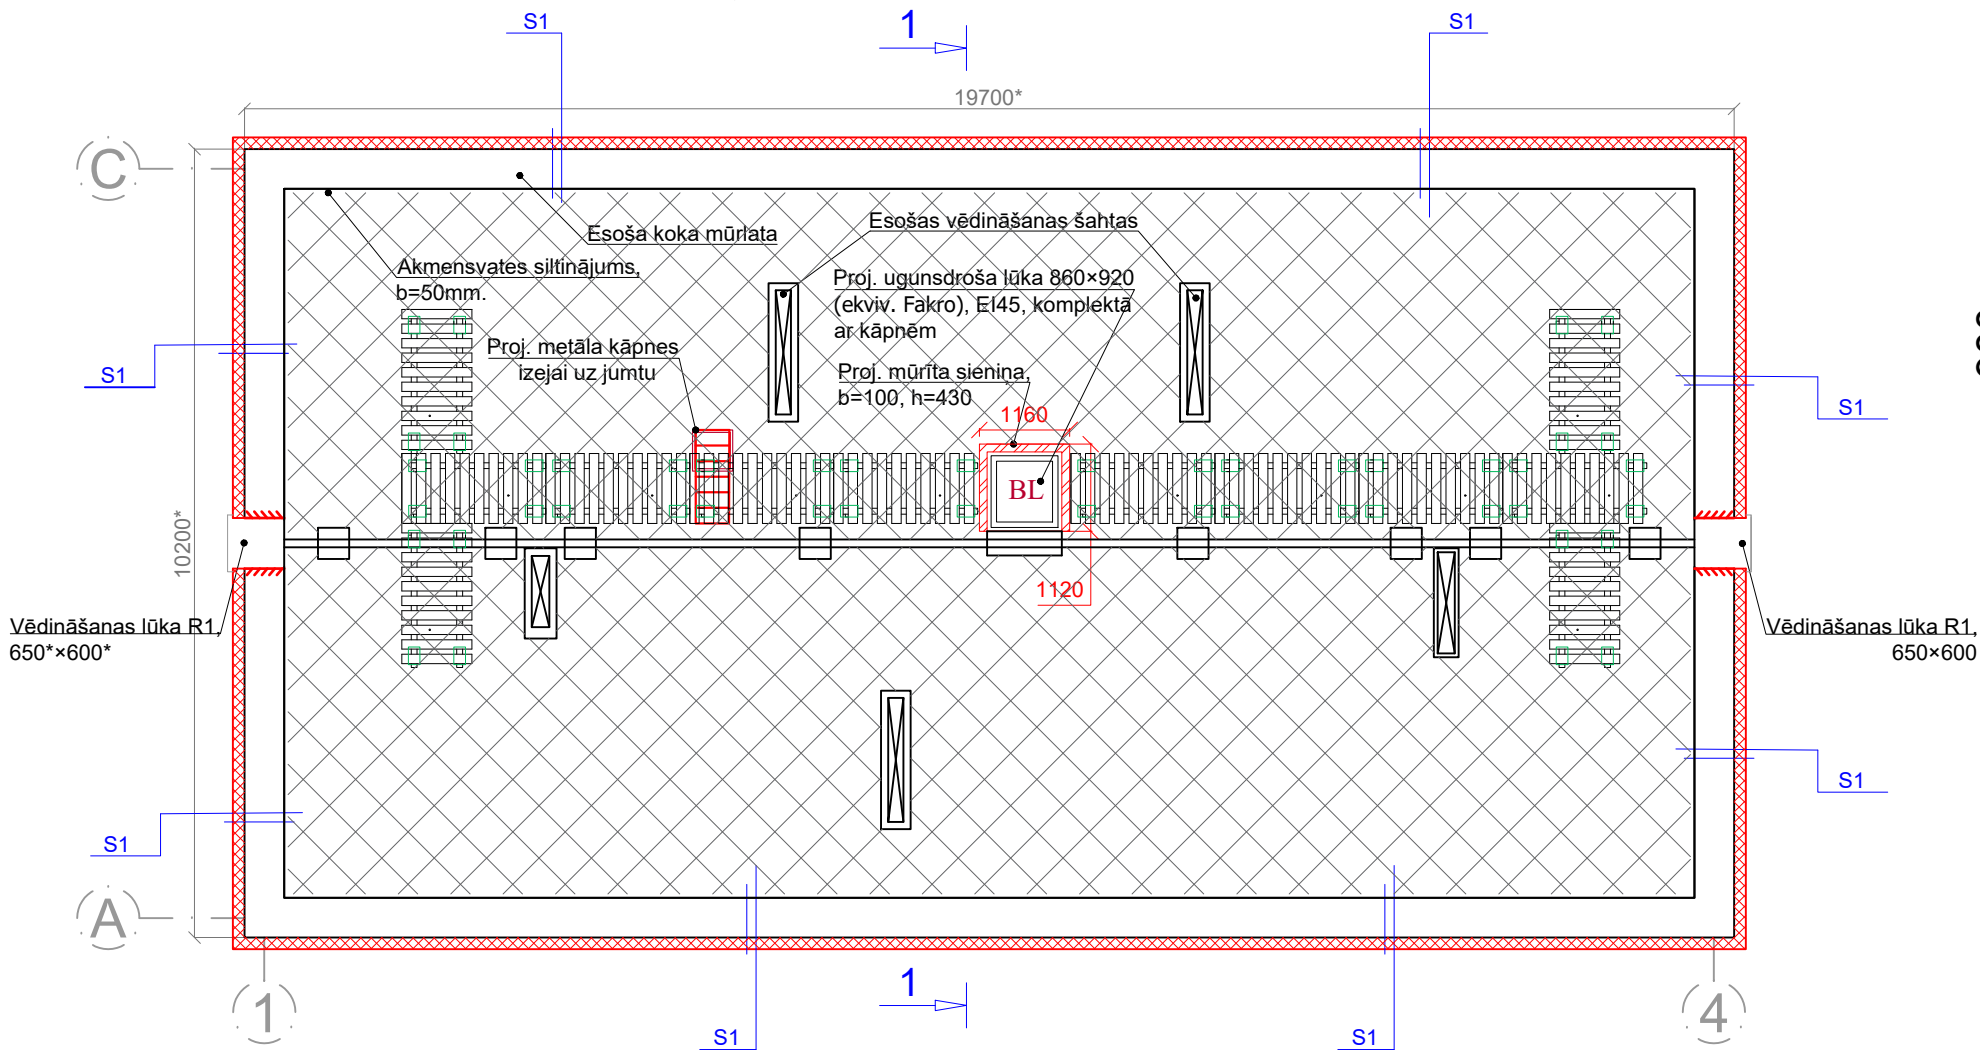 S1
1
S1
19700*
C
Esošas vēdināšanas šahtas
Esoša koka mūrlata
Akmensvates siltinājums,
b=50mm.
Proj. ugunsdroša lūka 860×920
(ekviv. Fakro), EI45, komplektā
ar kāpnēm
Proj. metāla kāpnes
izejai uz jumtu
Proj. mūrīta sieniņa,
b=100, h=430
S1
S1
1160
BL
10200*
1120
Vēdināšanas lūka R1,
650*×600*
Vēdināšanas lūka R1,
650×600
S1
S1
A
1
1
4
S1
S1